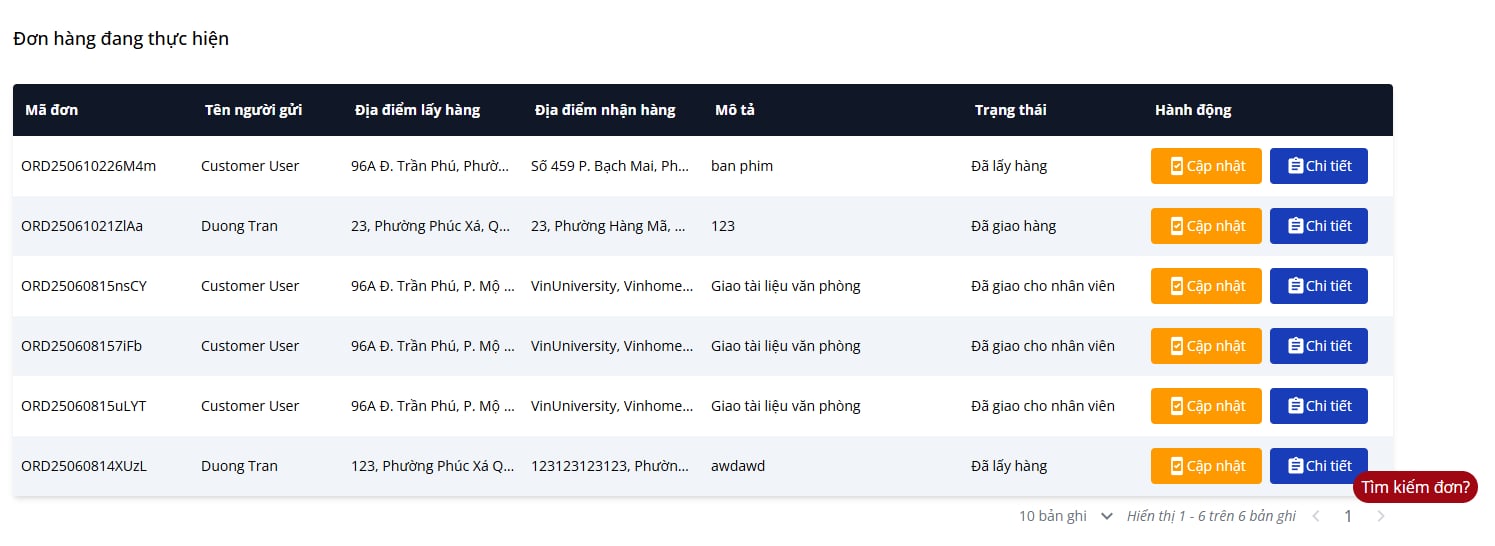 Đơn hàng đang thực hiện
Mã đơn Tên người gửi Địa điểm lấy hàng Địa điểm nhận hàng Mô tả Trạng thái Hành động
ORD250610226M4m Customer User 96A Đ. Trần Phú, Phườ... Số 459 P. Bạch Mai, Ph... ban phim Đã lấy hàng Cập nhật Chi tiết
ORD25061021ZlAa Duong Tran 23, Phường Phúc Xá, Q... 23, Phường Hàng Mã, ... 123 Đã giao hàng Cập nhật Chi tiết
ORD25060815nsCY Customer User 96A Đ. Trần Phú, P. Mộ ... VinUniversity, Vinhome... Giao tài liệu văn phòng Đã giao cho nhân viên Cập nhật Chi tiết
ORD250608157iFb Customer User 96A Đ. Trần Phú, P. Mộ ... VinUniversity, Vinhome... Giao tài liệu văn phòng Đã giao cho nhân viên Cập nhật Chi tiết
ORD25060815uLYT Customer User 96A Đ. Trần Phú, P. Mộ ... VinUniversity, Vinhome... Giao tài liệu văn phòng Đã giao cho nhân viên Cập nhật Chi tiết
ORD25060814XUzL Duong Tran 123, Phường Phúc Xá Q... 123123123123, Phườn... awdawd Đã lấy hàng Cập nhật Chi tiết
Tìm kiếm đơn?
10 bản ghi Hiển thị 1 - 6 trên 6 bản ghi 1